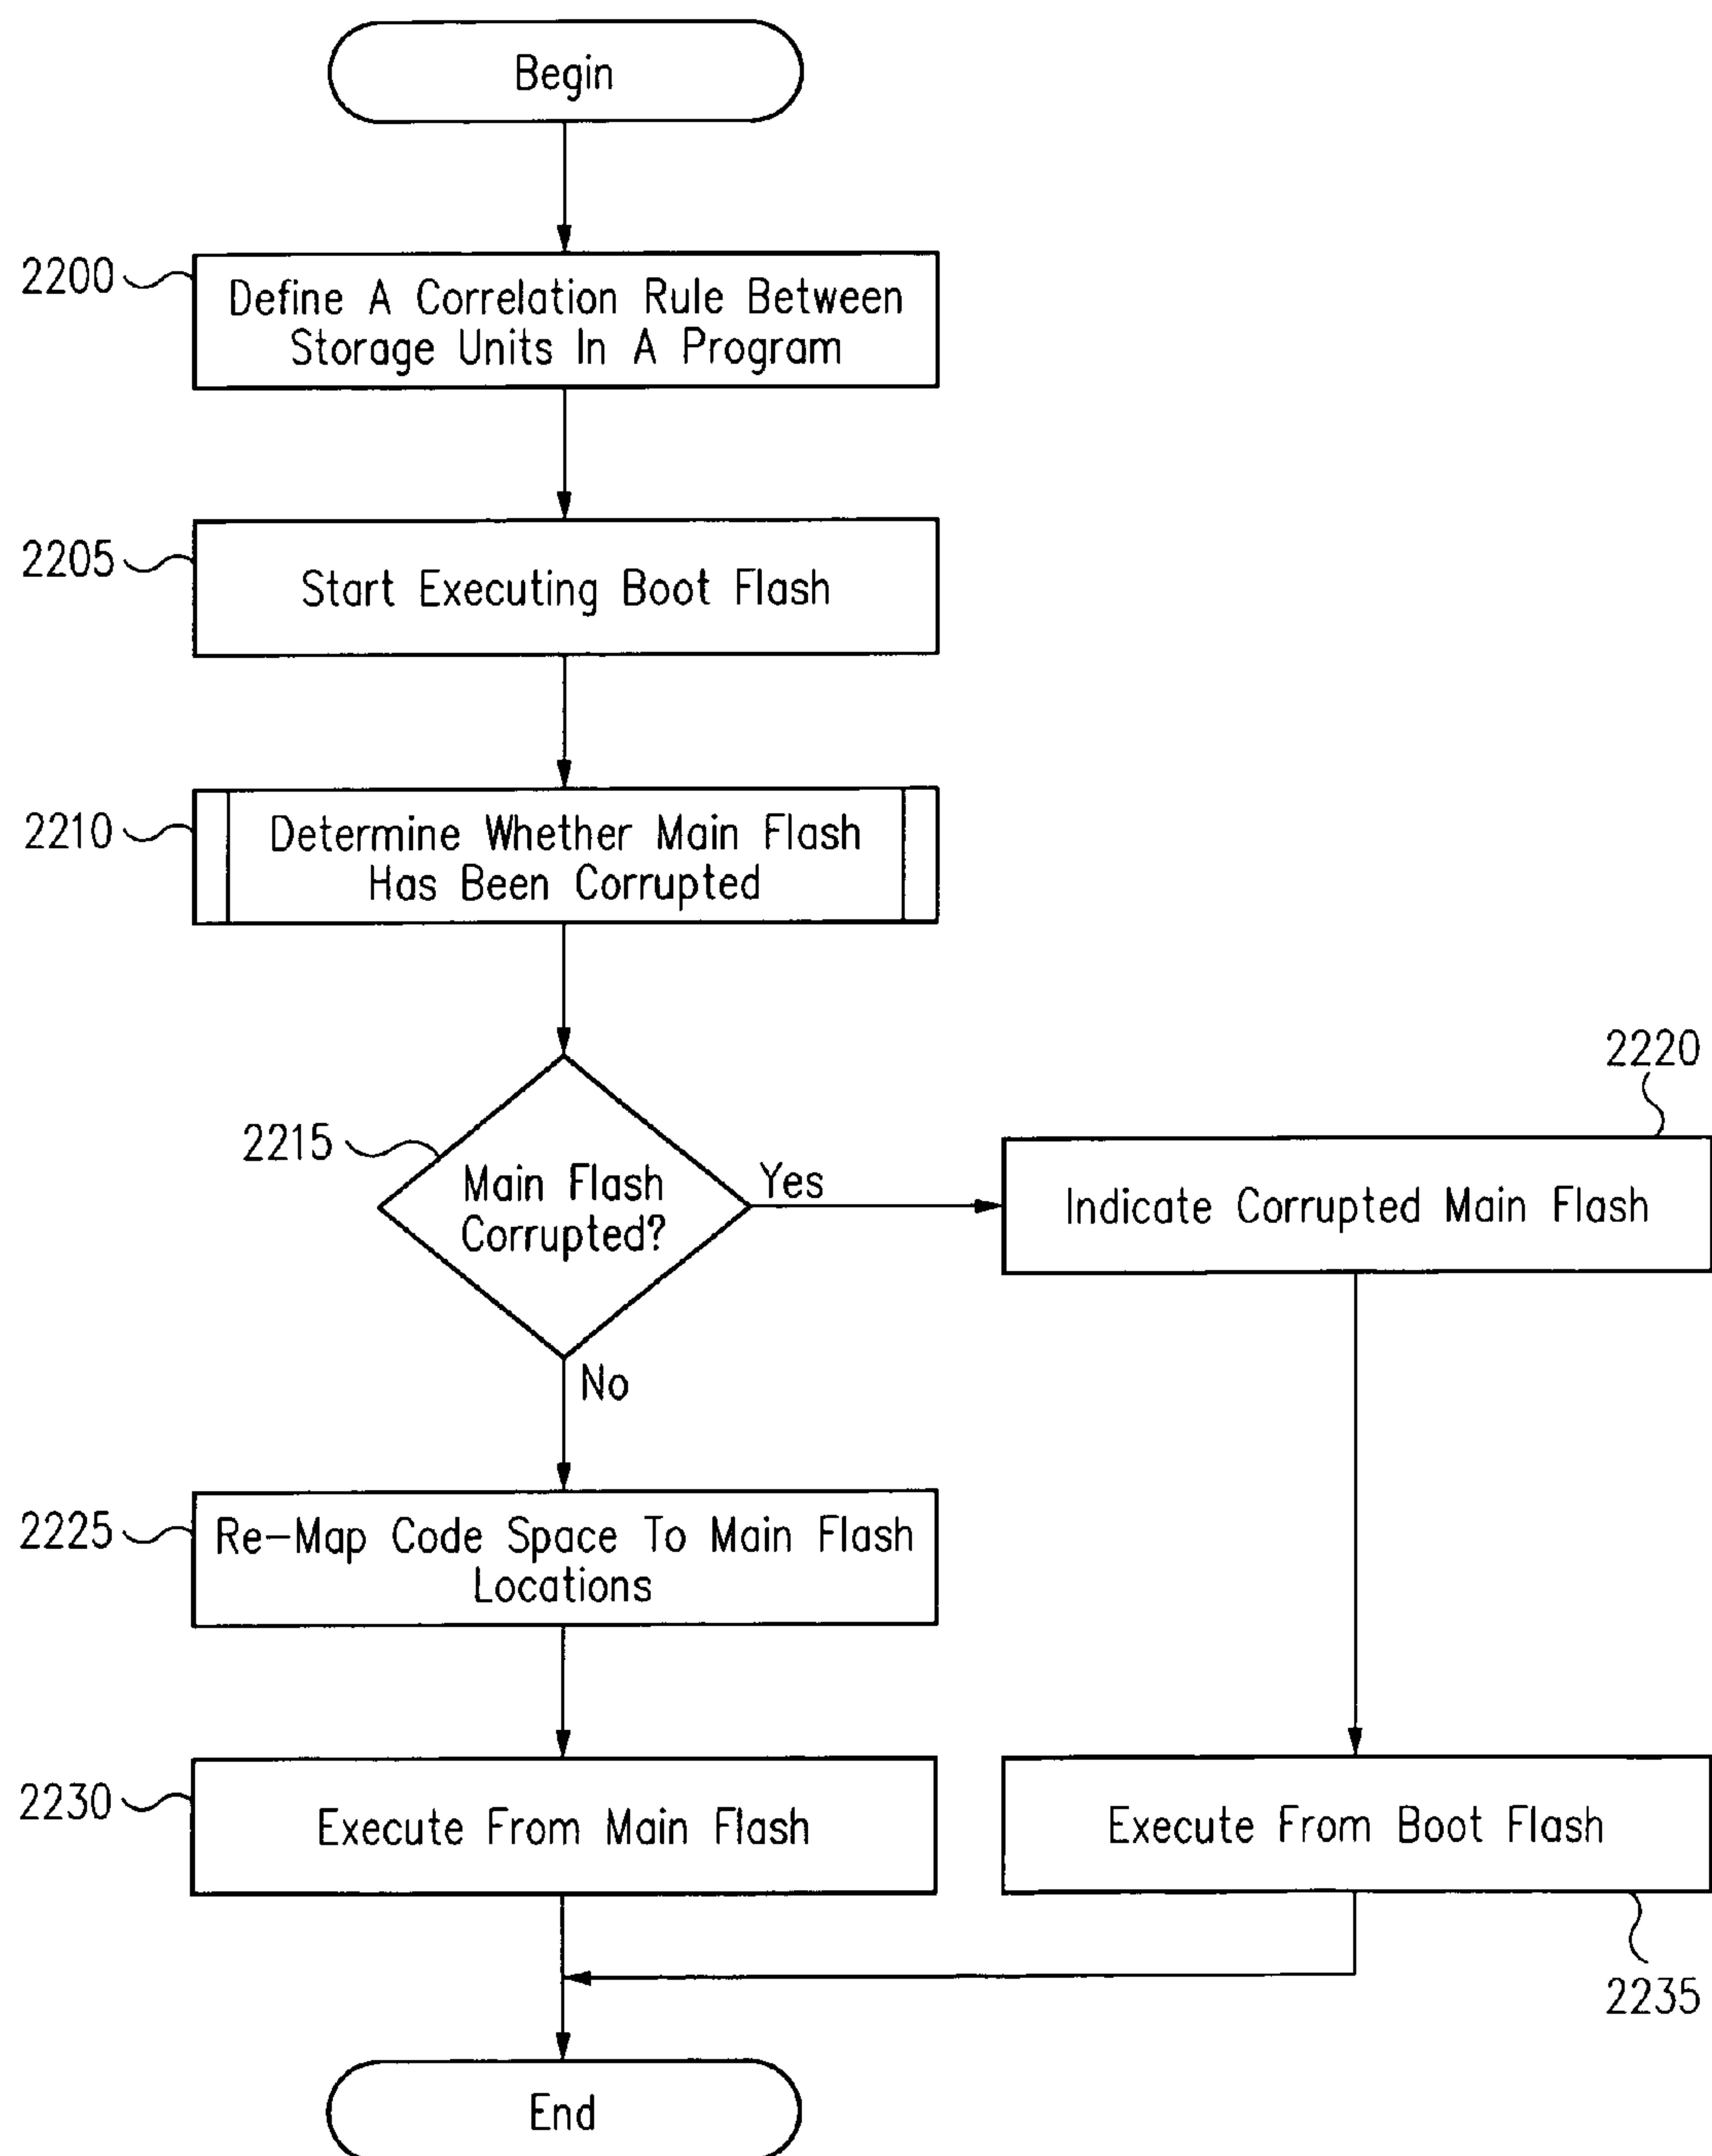 Begin
2200
Define A Correlation Rule Between
Storage Units In A Program
2205
Start Executing Boot Flash
2210
Determine Whether Main Flash
Has Been Corrupted
2215
Main Flash
Corrupted?
Yes
2220
Indicate Corrupted Main Flash
No
2225
Re-Map Code Space To Main Flash
Locations
2230
Execute From Main Flash
Execute From Boot Flash
2235
End